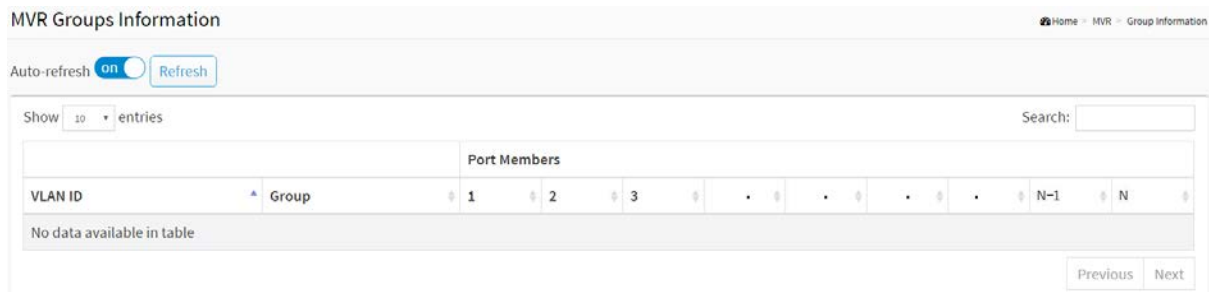 MVR Groups Information
Home > MVR > Group Information
Auto-refresh on Refresh
Show 10 entries
Search:
Port Members
VLAN ID Group 1 2 3 . . . . N-1 N
No data available in table
Previous Next